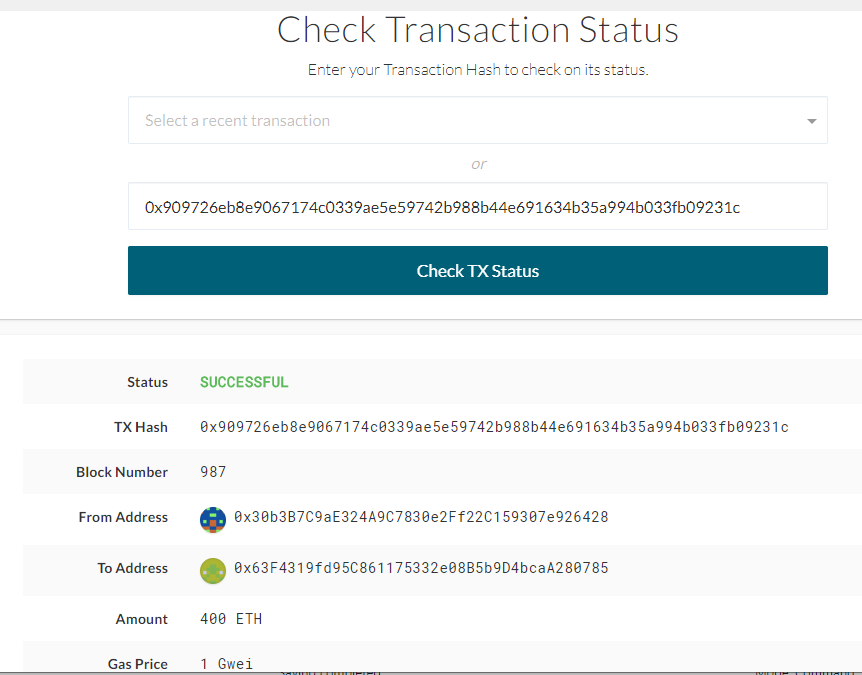 Check Transaction Status
Enter your Transaction Hash to check on its status.
Select a recent transaction
or
0x909726eb8e9067174c0339ae5e59742b988b44e691634b35a994b033fb09231c
Check TX Status
Status SUCCESSFUL
TX Hash 0x909726eb8e9067174c0339ae5e59742b988b44e691634b35a994b033fb09231c
Block Number 987
From Address 0x30b3B7C9aE324A9C7830e2Ff22C159307e926428
To Address 0x63F4319fd95C861175332e08B5b9D4bcaA280785
Amount 400 ETH
Gas Price 1 Gwei